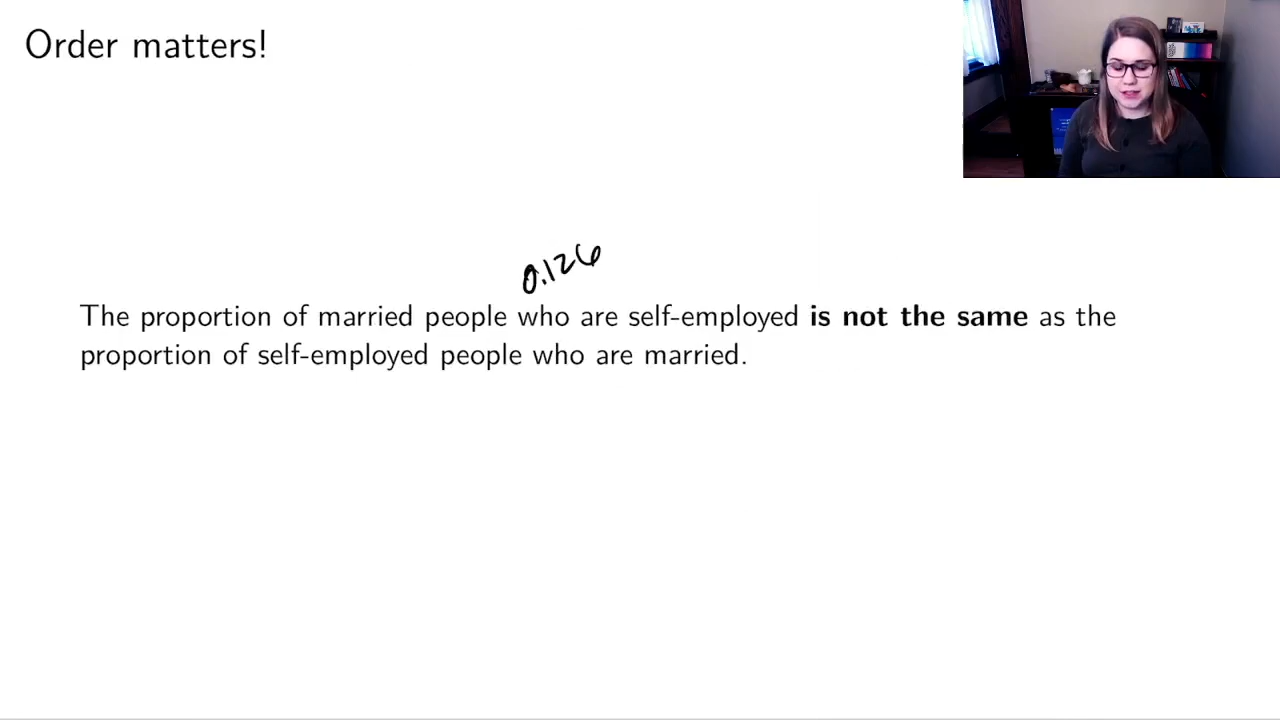 Order matters!
0.126
The proportion of married people who are self-employed is not the same as the
proportion of self-employed people who are married.